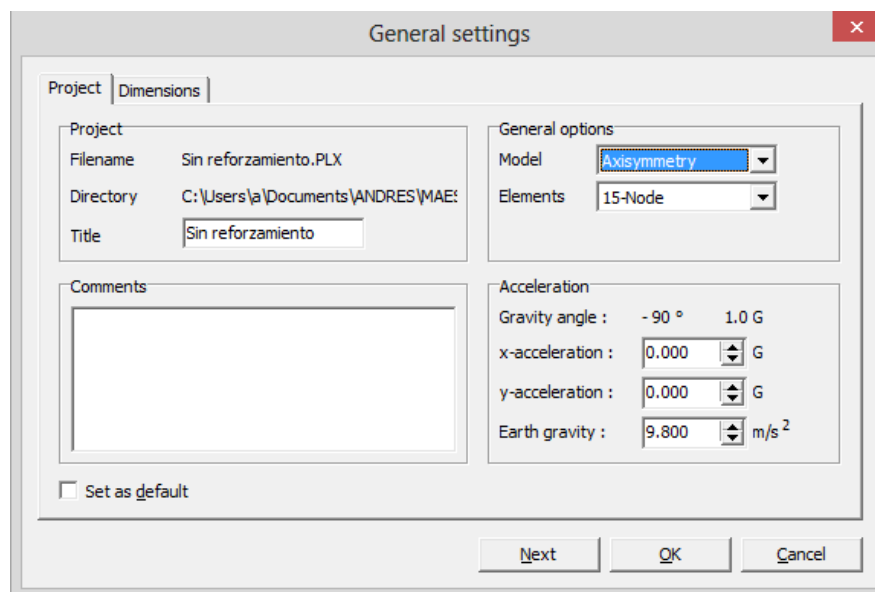 General settings
Project Dimensions
Project
Filename Sin reforzamiento.PLX
Directory C:\Users\a\Documents\ANDRES\MAES
Title Sin reforzamiento
General options
Model Axisymmetry
Elements 15-Node
Comments
Acceleration
Gravity angle : - 90 ° 1.0 G
x-acceleration : 0.000 G
y-acceleration : 0.000 G
Earth gravity : 9.800 m/s 2
Set as default
Next OK Cancel